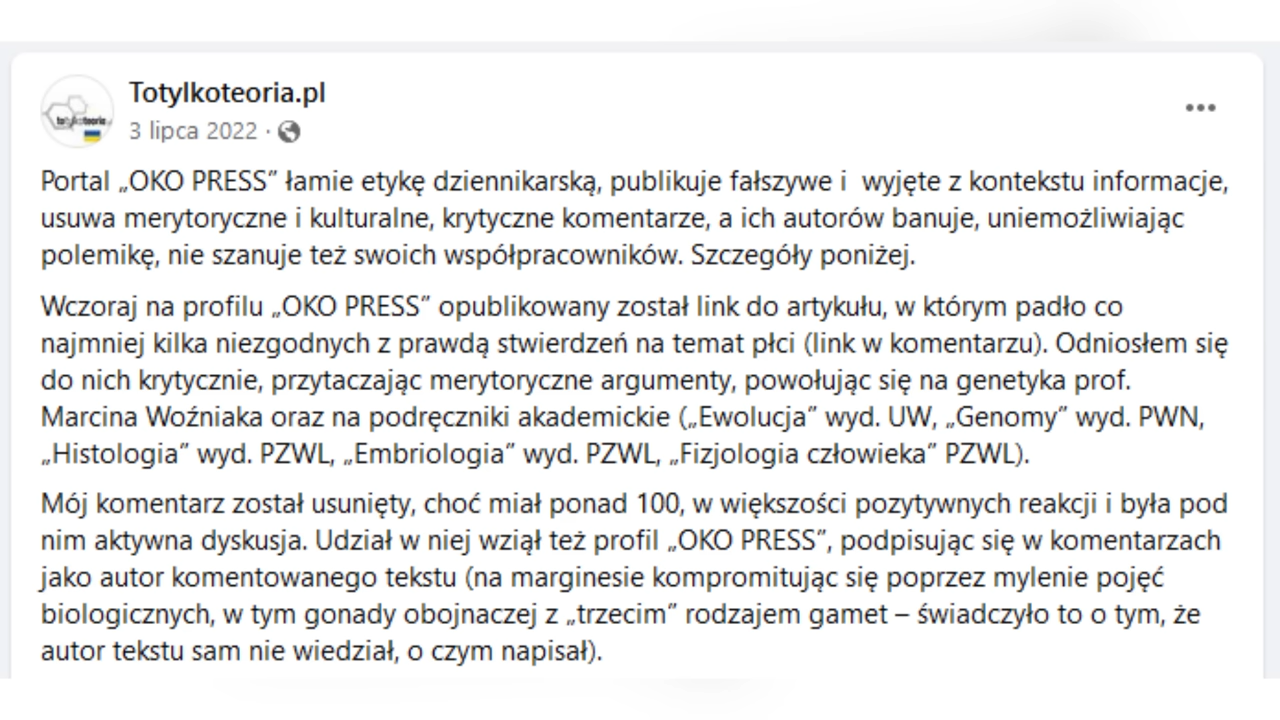 Totylkoteoria.pl
3 lipca 2022 ·
totylkoteoria
Portal „OKO PRESS” łamie etykę dziennikarską, publikuje fałszywe i  wyjęte z kontekstu informacje,
usuwa merytoryczne i kulturalne, krytyczne komentarze, a ich autorów banuje, uniemożliwiając
polemikę, nie szanuje też swoich współpracowników. Szczegóły poniżej.
Wczoraj na profilu „OKO PRESS” opublikowany został link do artykułu, w którym padło co
najmniej kilka niezgodnych z prawdą stwierdzeń na temat płci (link w komentarzu). Odniosłem się
do nich krytycznie, przytaczając merytoryczne argumenty, powołując się na genetyka prof.
Marcina Woźniaka oraz na podręczniki akademickie („Ewolucja” wyd. UW, „Genomy” wyd. PWN,
„Histologia” wyd. PZWL, „Embriologia” wyd. PZWL, „Fizjologia człowieka” PZWL).
Mój komentarz został usunięty, choć miał ponad 100, w większości pozytywnych reakcji i była pod
nim aktywna dyskusja. Udział w niej wziął też profil „OKO PRESS”, podpisując się w komentarzach
jako autor komentowanego tekstu (na marginesie kompromitując się poprzez mylenie pojęć
biologicznych, w tym gonady obojnaczej z „trzecim” rodzajem gamet – świadczyło to o tym, że
autor tekstu sam nie wiedział, o czym napisał).